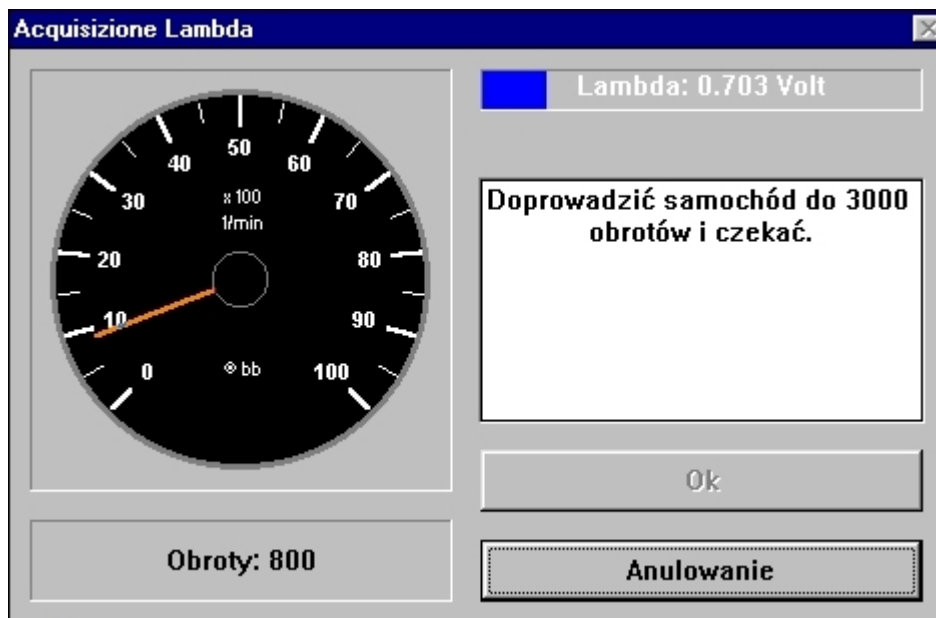 Acquisizione Lambda
Lambda: 0.703 Volt
50
40
60
30
x 100
70
1/min
20
80
10
90
0
⊗ bb
100
Doprowadzić samochód do 3000
obrotów i czekać.
Ok
Obroty: 800
Anulowanie